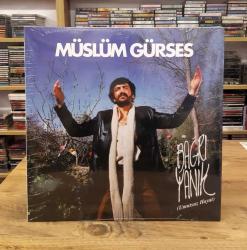 MÜSLÜM GÜRSES
BAĞRI
YANIK
(Umutsuz Hayat)